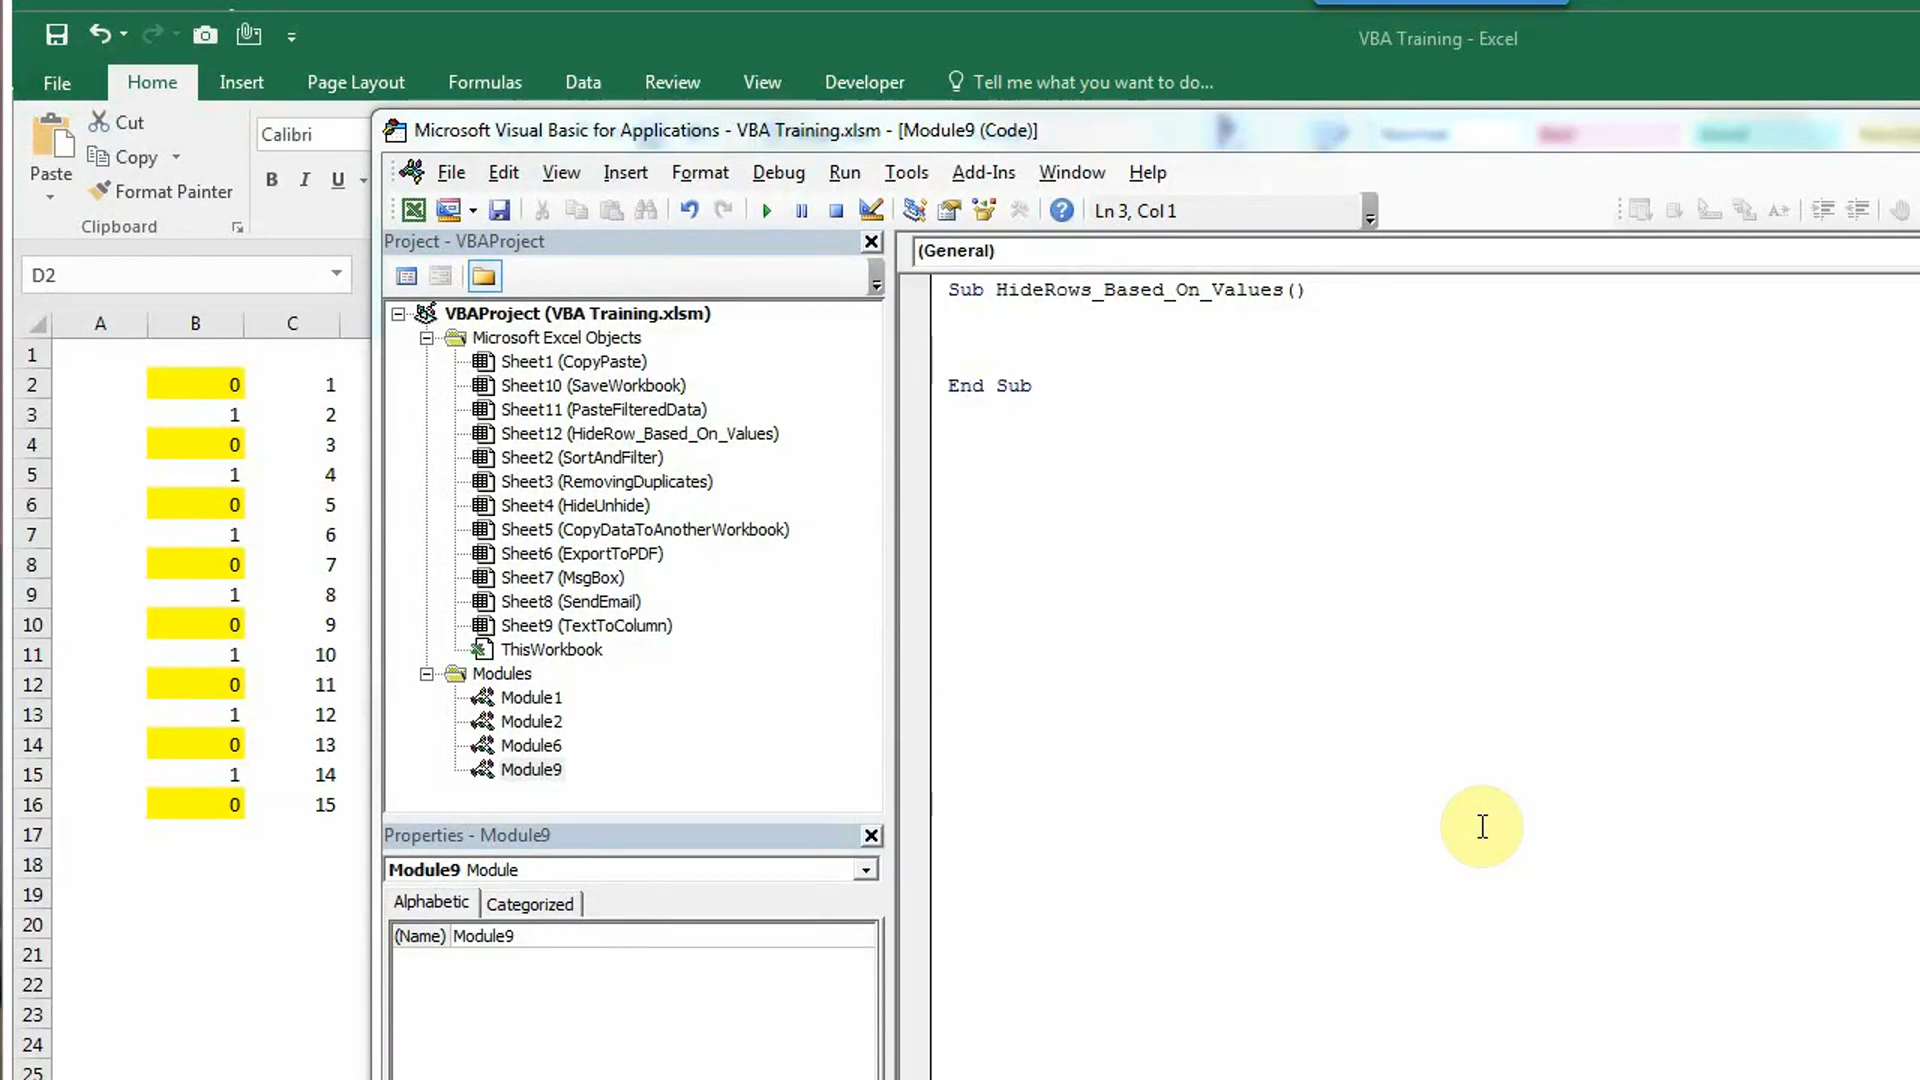 VBA Training - Excel
File Home Insert Page Layout Formulas Data Review View Developer Tell me what you want to do...
Cut
Copy
Format Painter
Paste
Clipboard
Calibri
B I U
D2
A B C
1
2 0 1
3 1 2
4 0 3
5 1 4
6 0 5
7 1 6
8 0 7
9 1 8
10 0 9
11 1 10
12 0 11
13 1 12
14 0 13
15 1 14
16 0 15
17
18
19
20
21
22
23
24
25
Microsoft Visual Basic for Applications - VBA Training.xlsm - [Module9 (Code)]
File Edit View Insert Format Debug Run Tools Add-Ins Window Help
Ln 3, Col 1
Project - VBAProject
VBAProject (VBA Training.xlsm)
Microsoft Excel Objects
Sheet1 (CopyPaste)
Sheet10 (SaveWorkbook)
Sheet11 (PasteFilteredData)
Sheet12 (HideRow_Based_On_Values)
Sheet2 (SortAndFilter)
Sheet3 (RemovingDuplicates)
Sheet4 (HideUnhide)
Sheet5 (CopyDataToAnotherWorkbook)
Sheet6 (ExportToPDF)
Sheet7 (MsgBox)
Sheet8 (SendEmail)
Sheet9 (TextToColumn)
ThisWorkbook
Modules
Module1
Module2
Module6
Module9
Properties - Module9
Module9 Module
Alphabetic Categorized
(Name) Module9
(General)
Sub HideRows_Based_On_Values()
End Sub